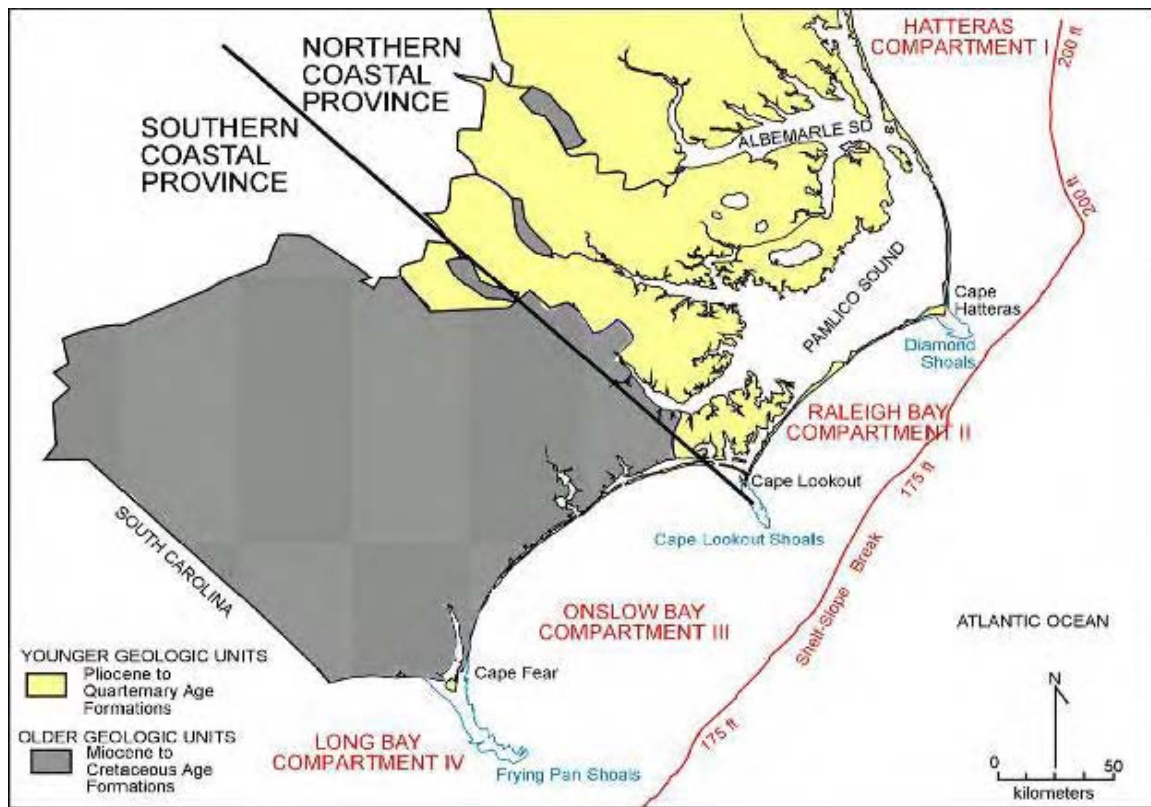 HATTERAS
COMPARTMENT I
200 ft
NORTHERN
COASTAL
PROVINCE
SOUTHERN
COASTAL
PROVINCE
ALBEMARLE SD
200 ft
PAMLICO SOUND
Cape
Hatteras
Diamond
Shoals
RALEIGH BAY
COMPARTMENT II
175 ft
Cape Lookout
Cape Lookout Shoals
SOUTH CAROLINA
ONSLOW BAY
COMPARTMENT III
Shelf-Slope Break
ATLANTIC OCEAN
YOUNGER GEOLOGIC UNITS
Pliocene to
Quarternary Age
Formations
Cape Fear
N
OLDER GEOLOGIC UNITS
Miocene to
Cretaceous Age
Formations
LONG BAY
COMPARTMENT IV
Frying Pan Shoals
175 ft
0 50
kilometers